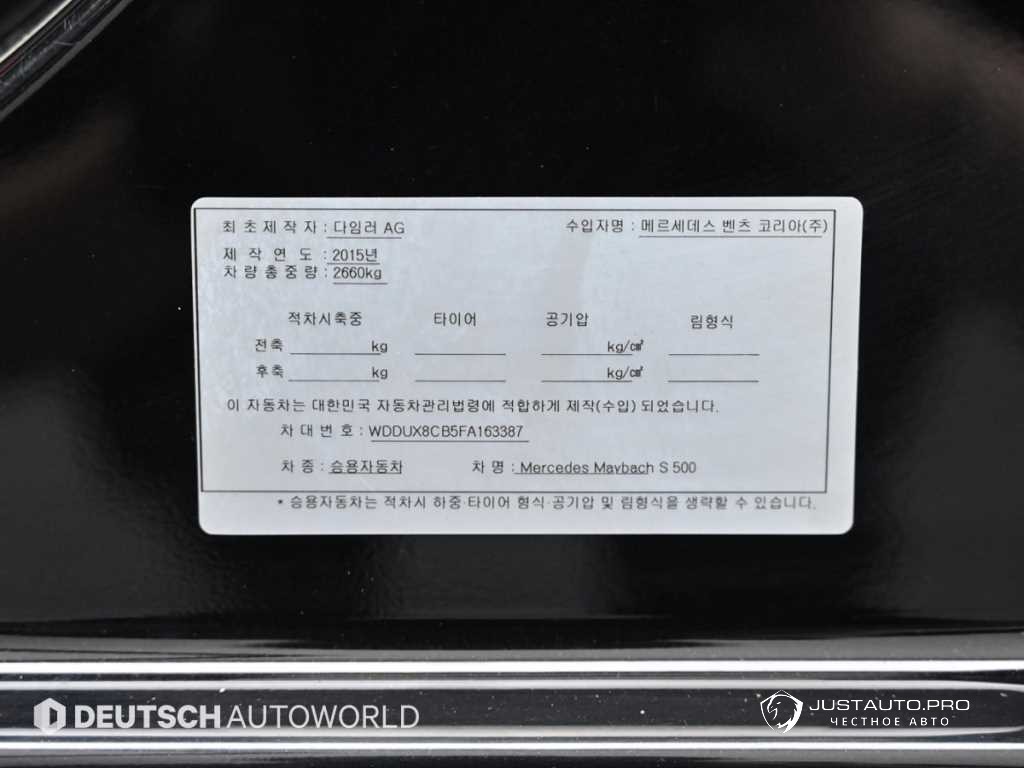 최초제작자 : 다임러 AG 수입자명 : 메르세데스 벤츠 코리아(주)
제 작 연 도 : 2015년
차량총중량 : 2660kg
적차시축중 타이어 공기압 림형식
전축 kg kg/㎠
후축 kg kg/㎠
이 자동차는 대한민국 자동차관리법령에 적합하게 제작(수입) 되었습니다.
차 대 번 호 : WDDUX8CB5FA163387
차 종 : 승용자동차 차 명 : Mercedes Maybach S 500
* 승용자동차는 적차시 하중·타이어 형식·공기압 및 림형식을 생략할 수 있습니다.
DEUTSCH AUTOWORLD
JUSTAUTO.PRO
ЧЕСТНОЕ АВТО